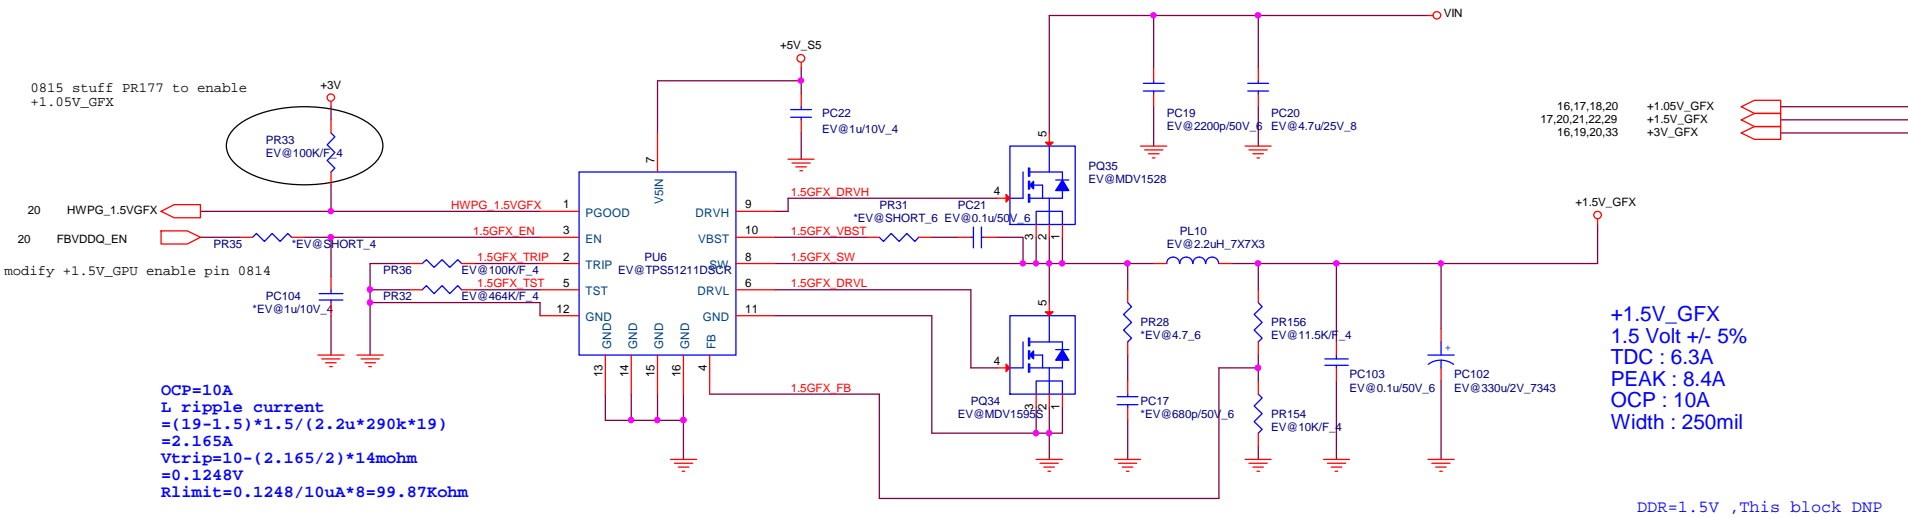 VIN
+5V_S5
0815 stuff PR177 to enable
+1.05V_GFX
+3V
PR33
EV@100K/F_4
PC22
EV@1u/10V_4
PC19
EV@2200p/50V_6
PC20
EV@4.7u/25V_8
16,17,18,20 +1.05V_GFX
17,20,21,22,29 +1.5V_GFX
16,19,20,33 +3V_GFX
5
7
V5IN
PQ35
EV@MDV1528
4
3
2
1
20 HWPG_1.5VGFX
HWPG_1.5VGFX
1
PGOOD
DRVH
9
1.5GFX_DRVH
PR31
*EV@SHORT_6
PC21
EV@0.1u/50V_6
+1.5V_GFX
20 FBVDDQ_EN
PR35
*EV@SHORT_4
1.5GFX_EN
3
EN
VBST
10
1.5GFX_VBST
PL10
EV@2.2uH_7X7X3
modify +1.5V_GPU enable pin 0814
PR36
EV@100K/F_4
1.5GFX_TRIP
2
TRIP
PU6
EV@TPS51211DSCR
SW
8
1.5GFX_SW
PC104
*EV@1u/10V_4
PR32
EV@464K/F_4
1.5GFX_TST
5
TST
DRVL
6
1.5GFX_DRVL
12
GND
GND
11
GND
GND
GND
GND
FB
13
14
15
16
4
1.5GFX_FB
5
4
3
2
1
PQ34
EV@MDV1595S
PR28
*EV@4.7_6
PC17
*EV@680p/50V_6
PR156
EV@11.5K/F_4
PR154
EV@10K/F_4
PC103
EV@0.1u/50V_6
+
PC102
EV@330u/2V_7343
+1.5V_GFX
1.5 Volt +/- 5%
TDC : 6.3A
PEAK : 8.4A
OCP : 10A
Width : 250mil
OCP=10A
L ripple current
=(19-1.5)*1.5/(2.2u*290k*19)
=2.165A
Vtrip=10-(2.165/2)*14mohm
=0.1248V
Rlimit=0.1248/10uA*8=99.87Kohm
DDR=1.5V ,This block DNP